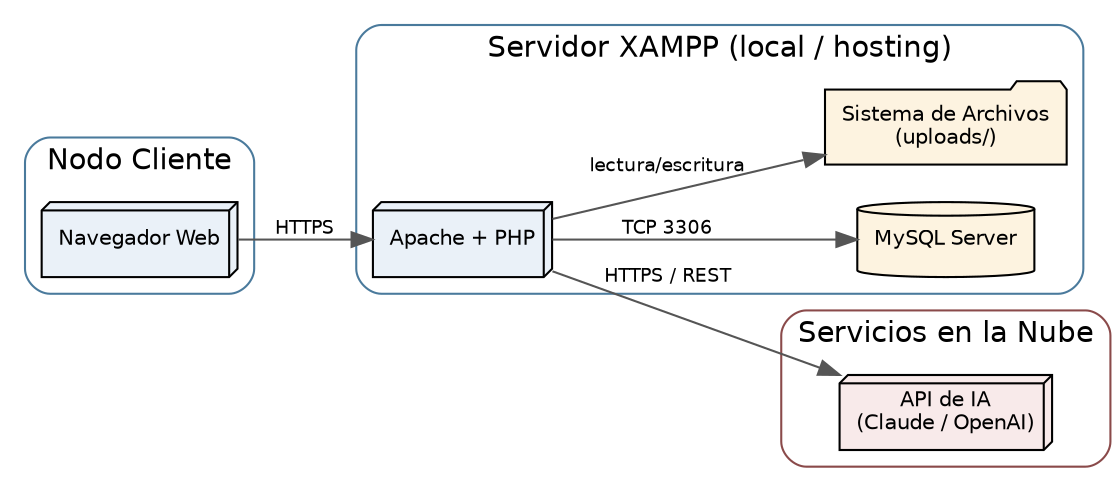 Servidor XAMPP (local / hosting)
Sistema de Archivos
(uploads/)
Nodo Cliente
lectura/escritura
Navegador Web
HTTPS
Apache + PHP
TCP 3306
MySQL Server
HTTPS / REST
Servicios en la Nube
API de IA
(Claude / OpenAI)